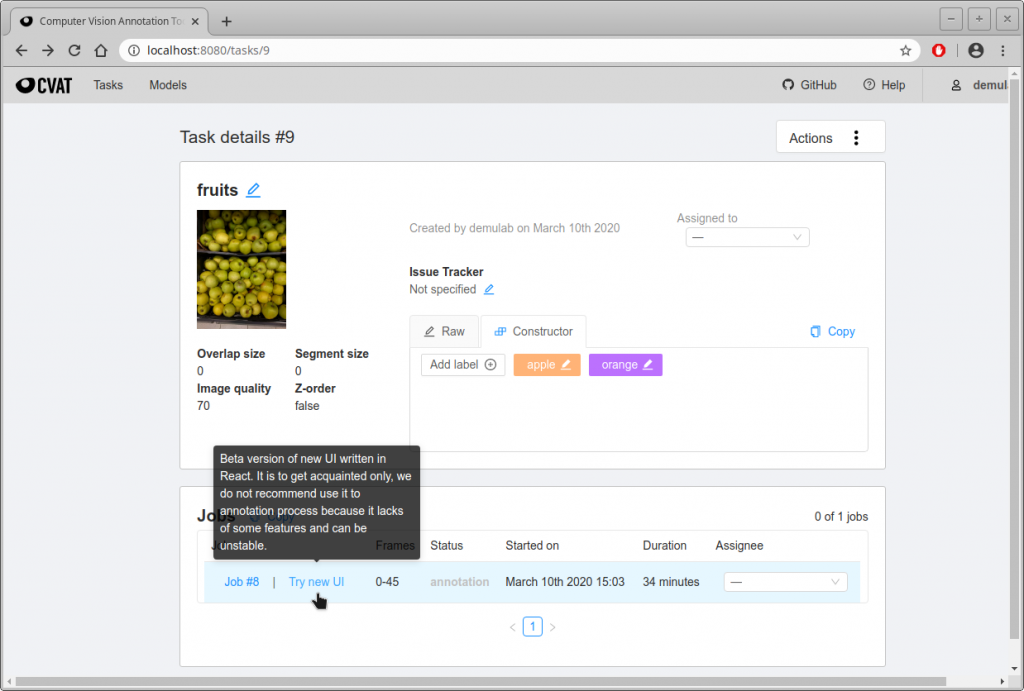 Computer Vision Annotation Too
localhost:8080/tasks/9
CVAT
Tasks
Models
GitHub
Help
demul
Task details #9
Actions
fruits
Created by demulab on March 10th 2020
Assigned to
—
Issue Tracker
Not specified
Raw
Constructor
Copy
Add label
apple
orange
Overlap size
Segment size
0
0
Image quality
Z-order
70
false
Beta version of new UI written in
React. It is to get acquainted only, we
do not recommend use it to
annotation process because it lacks
of some features and can be
unstable.
Jobs
Copy
0 of 1 jobs
Frames
Status
Started on
Duration
Assignee
Job #8
|
Try new UI
0-45
annotation
March 10th 2020 15:03
34 minutes
—
< 1 >